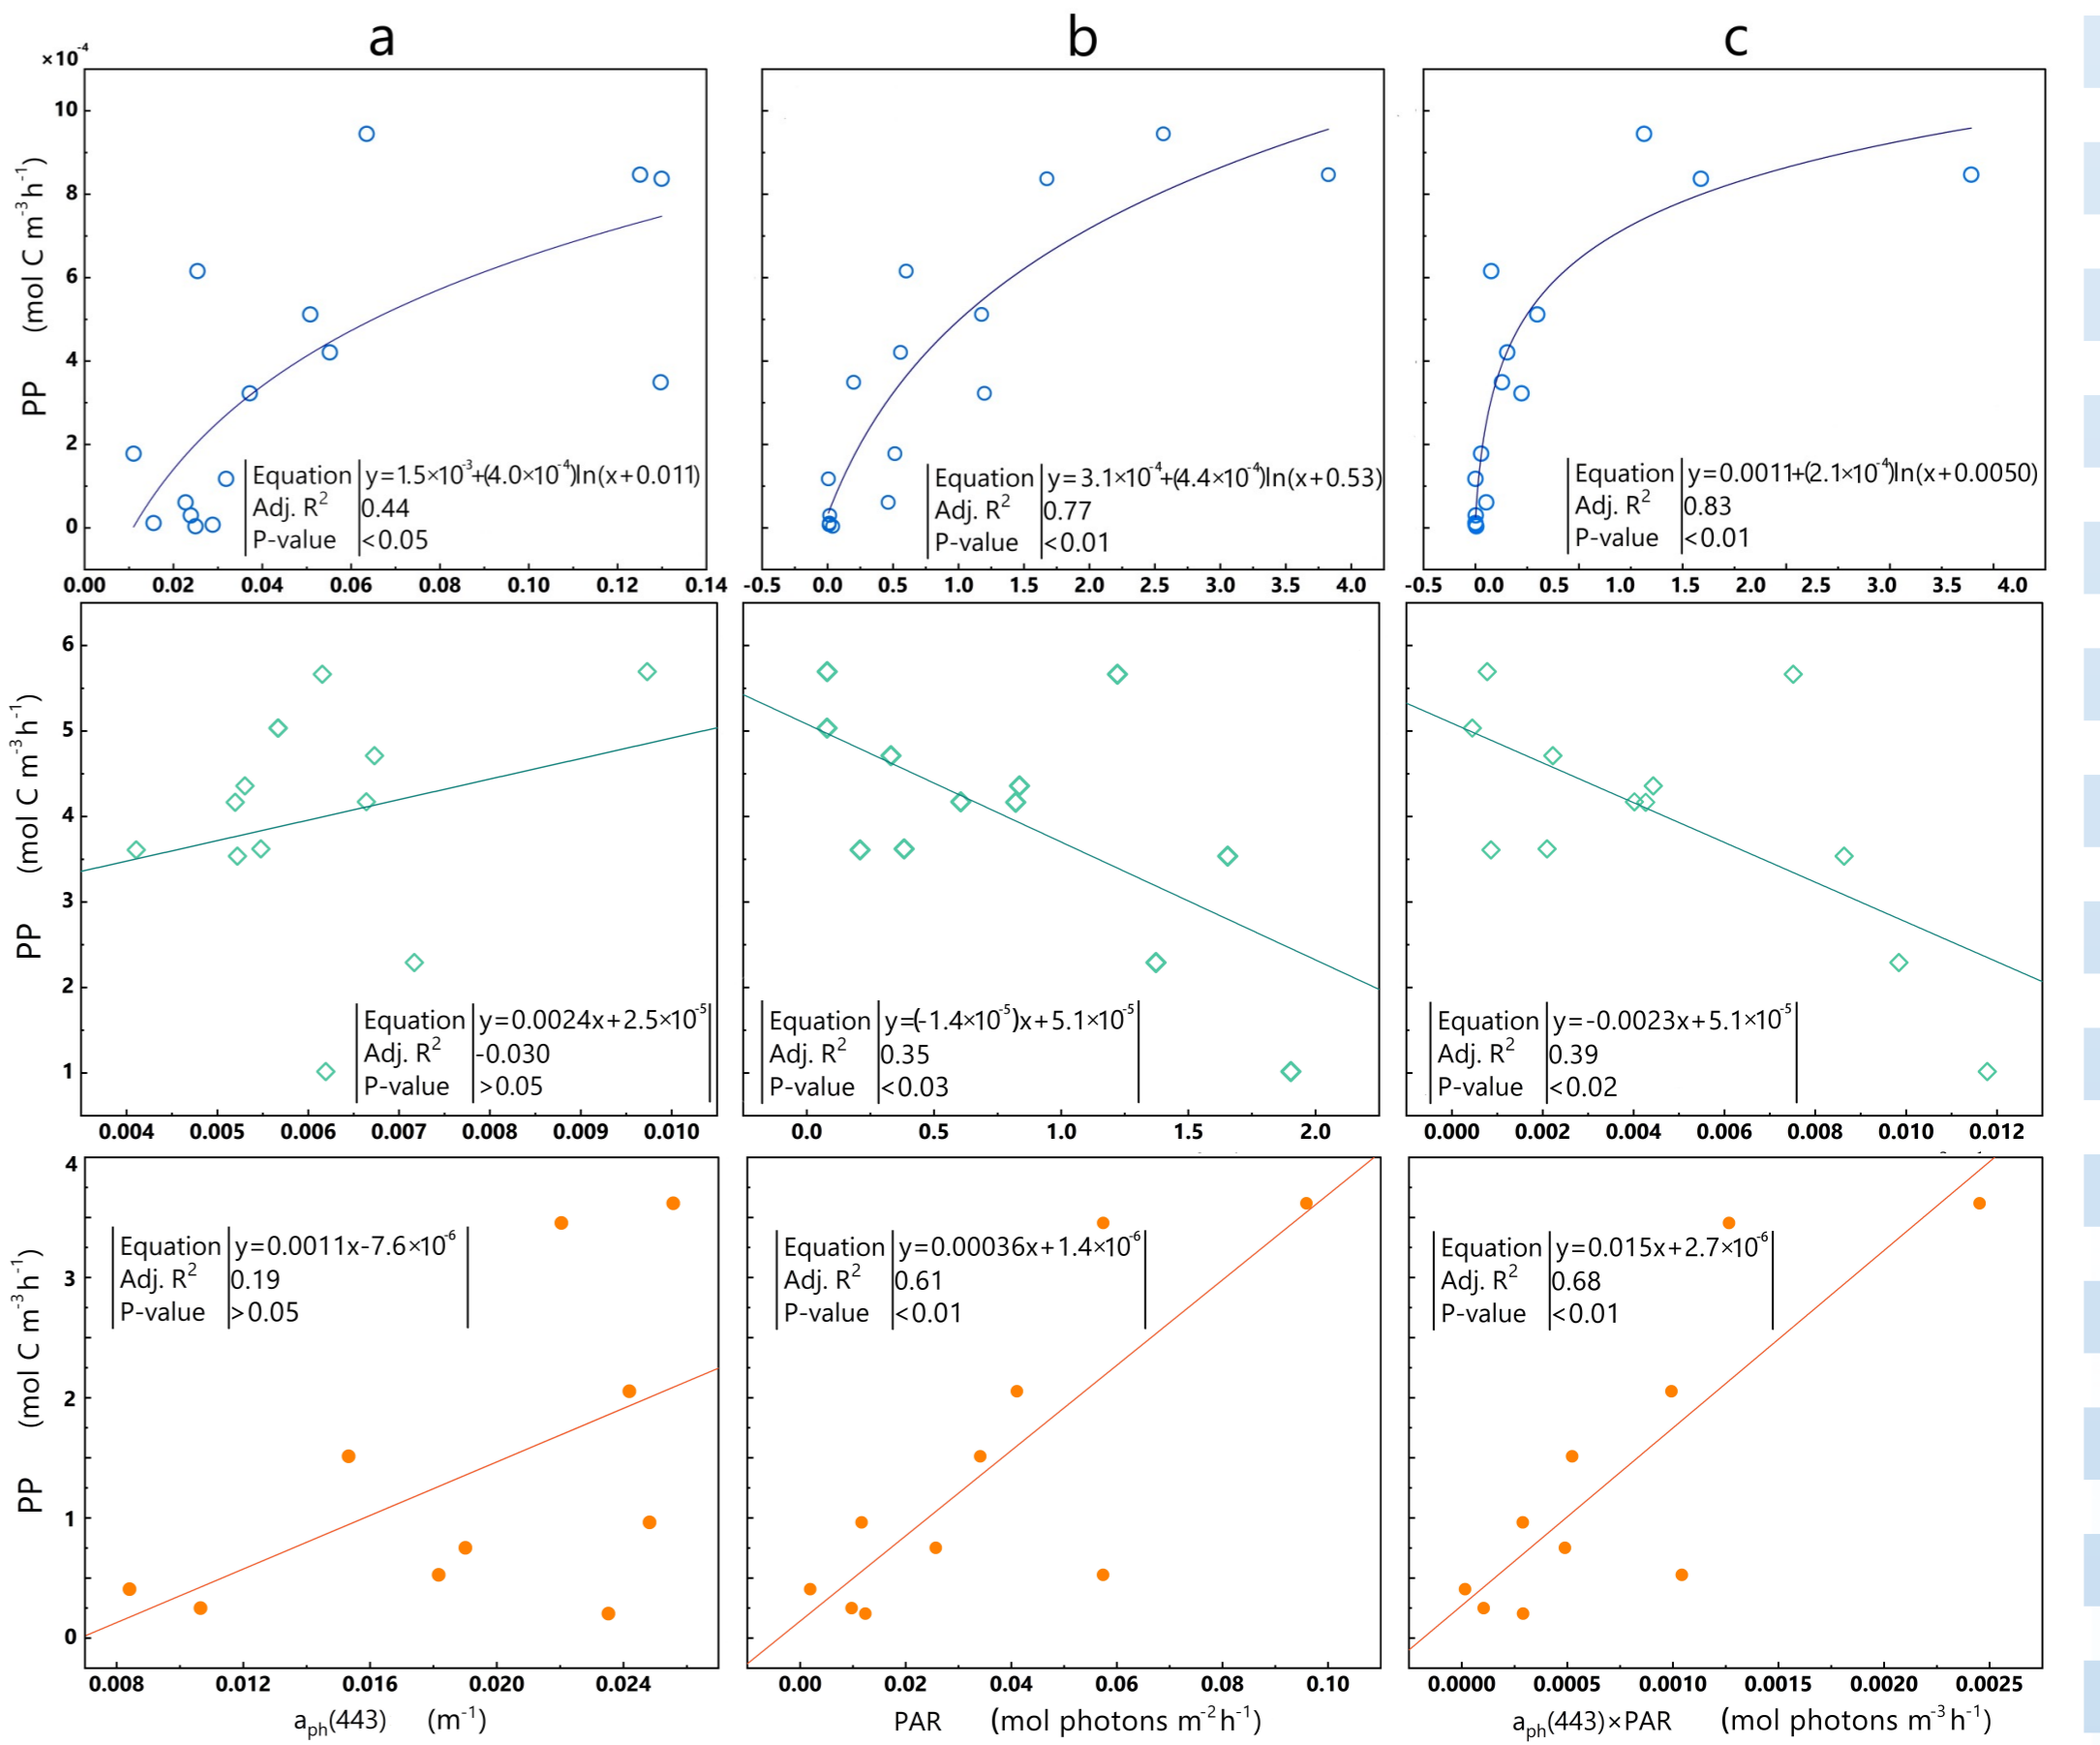 a b c
×10⁻⁴
PP (mol C m⁻³h⁻¹)
10
8
6
4
2
0
Equation y=1.5×10⁻³+(4.0×10⁻⁴)ln(x+0.011)
Adj. R² 0.44
P-value <0.05
0.00 0.02 0.04 0.06 0.08 0.10 0.12 0.14
Equation y=3.1×10⁻⁴+(4.4×10⁻⁴)ln(x+0.53)
Adj. R² 0.77
P-value <0.01
-0.5 0.0 0.5 1.0 1.5 2.0 2.5 3.0 3.5 4.0
Equation y=0.0011+(2.1×10⁻⁴)ln(x+0.0050)
Adj. R² 0.83
P-value <0.01
-0.5 0.0 0.5 1.0 1.5 2.0 2.5 3.0 3.5 4.0
PP (mol C m⁻³h⁻¹)
6
5
4
3
2
1
Equation y=0.0024x+2.5×10⁻⁵
Adj. R² -0.030
P-value >0.05
0.004 0.005 0.006 0.007 0.008 0.009 0.010
Equation y=(-1.4×10⁻⁵)x+5.1×10⁻⁵
Adj. R² 0.35
P-value <0.03
0.0 0.5 1.0 1.5 2.0
Equation y=-0.0023x+5.1×10⁻⁵
Adj. R² 0.39
P-value <0.02
0.000 0.002 0.004 0.006 0.008 0.010 0.012
PP (mol C m⁻³h⁻¹)
4
3
2
1
0
Equation y=0.0011x-7.6×10⁻⁶
Adj. R² 0.19
P-value >0.05
0.008 0.012 0.016 0.020 0.024
aph(443) (m⁻¹)
Equation y=0.00036x+1.4×10⁻⁶
Adj. R² 0.61
P-value <0.01
0.00 0.02 0.04 0.06 0.08 0.10
PAR (mol photons m⁻²h⁻¹)
Equation y=0.015x+2.7×10⁻⁶
Adj. R² 0.68
P-value <0.01
0.0000 0.0005 0.0010 0.0015 0.0020 0.0025
aph(443)×PAR (mol photons m⁻³h⁻¹)